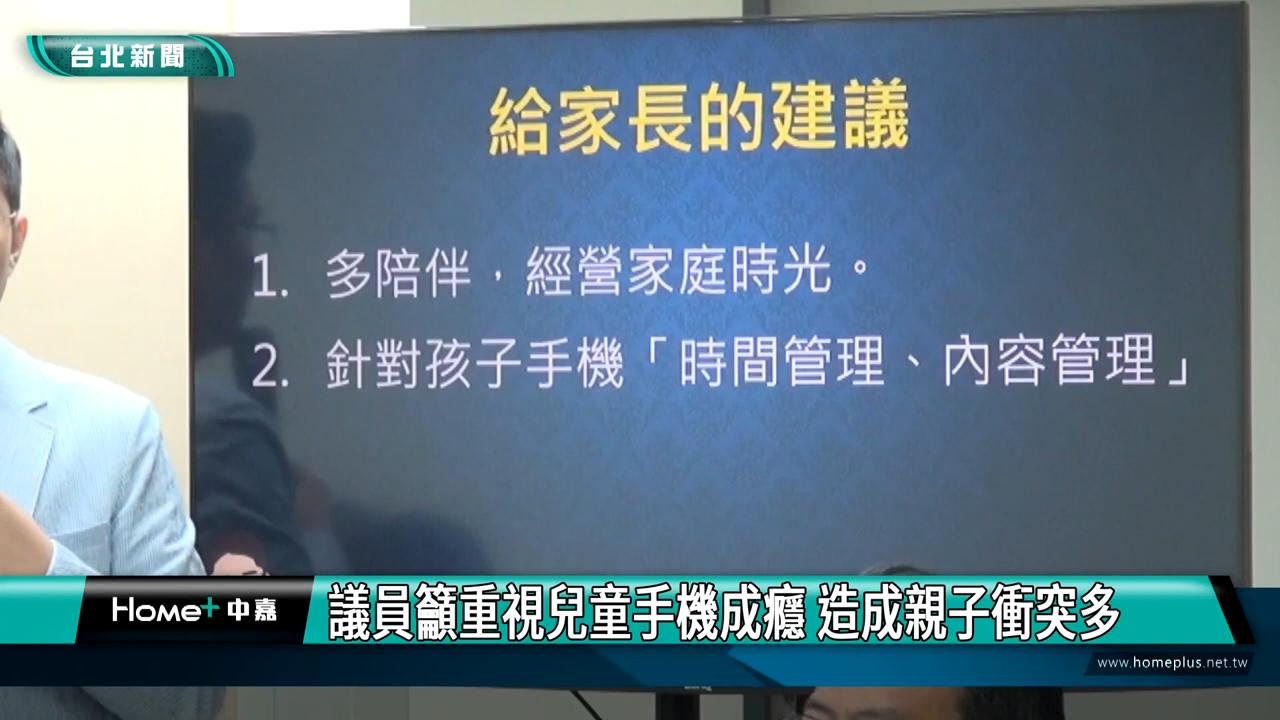 台北新聞
給家長的建議
1. 多陪伴，經營家庭時光。
2. 針對孩子手機「時間管理、內容管理」
Home+中嘉
議員籲重視兒童手機成癮 造成親子衝突多
www.homeplus.net.tw